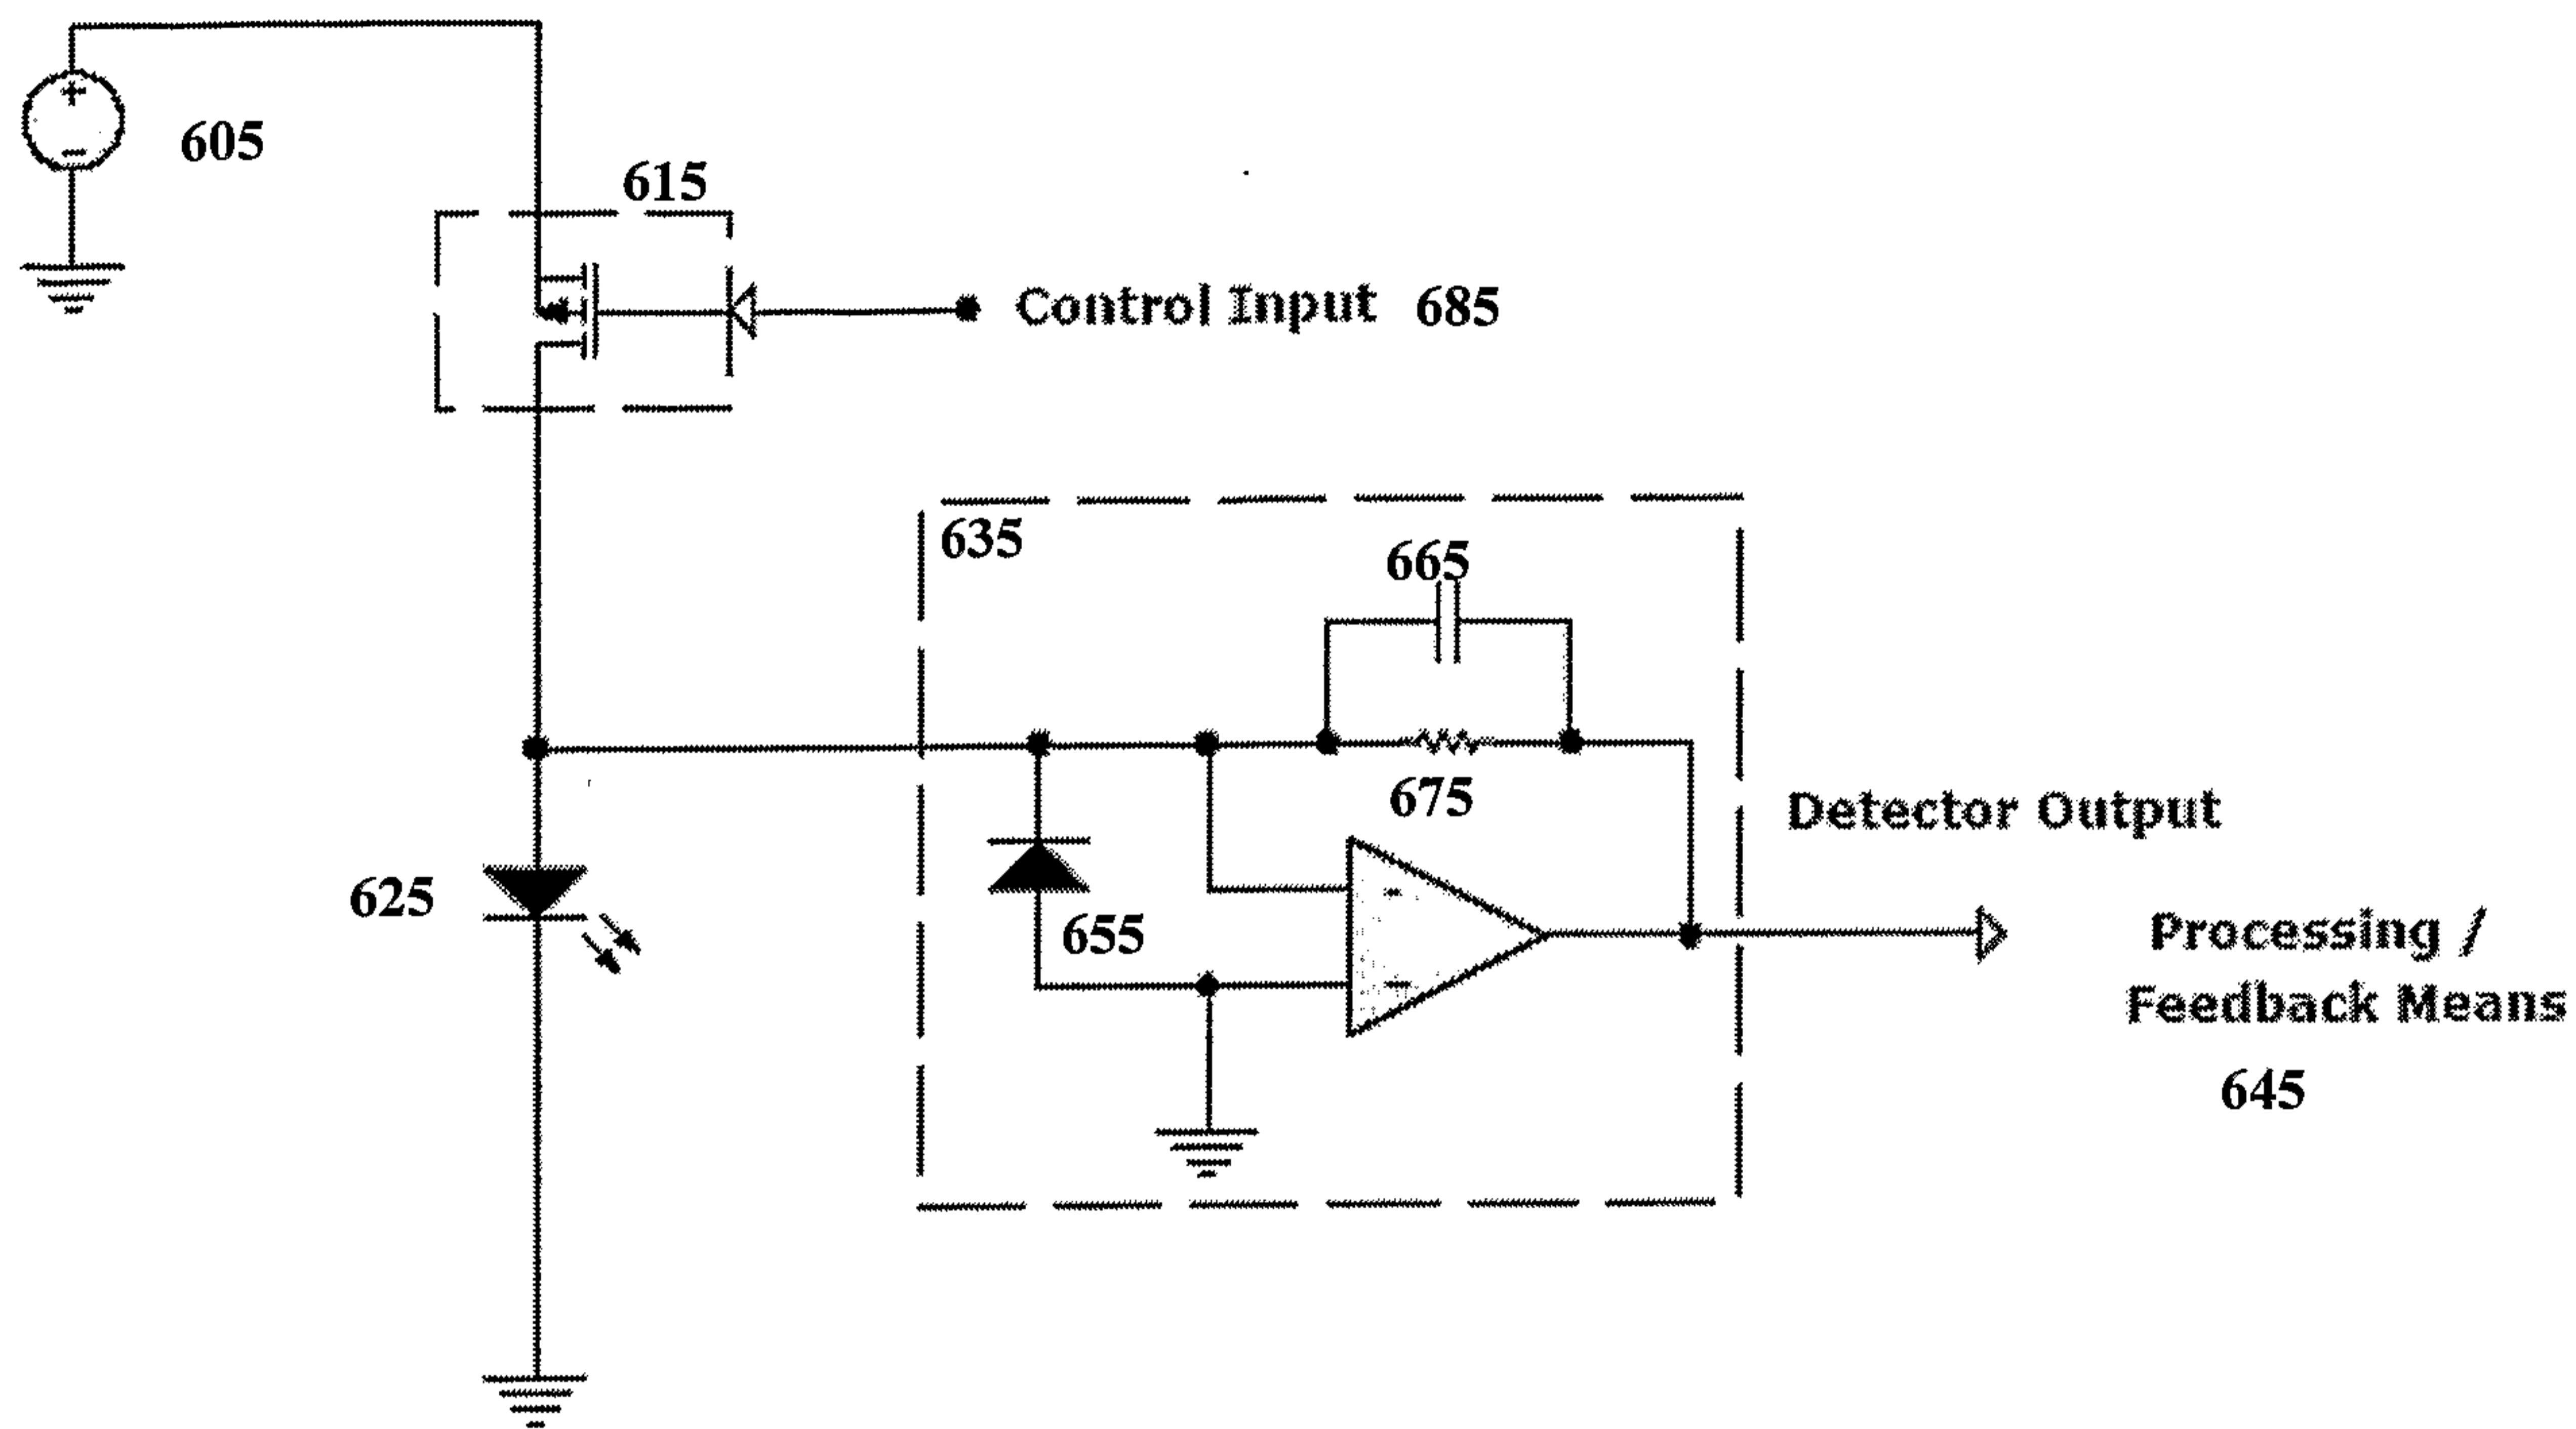 605
615
Control Input 685
635
665
675
Detector Output
625
655
Processing /
Feedback Means
645